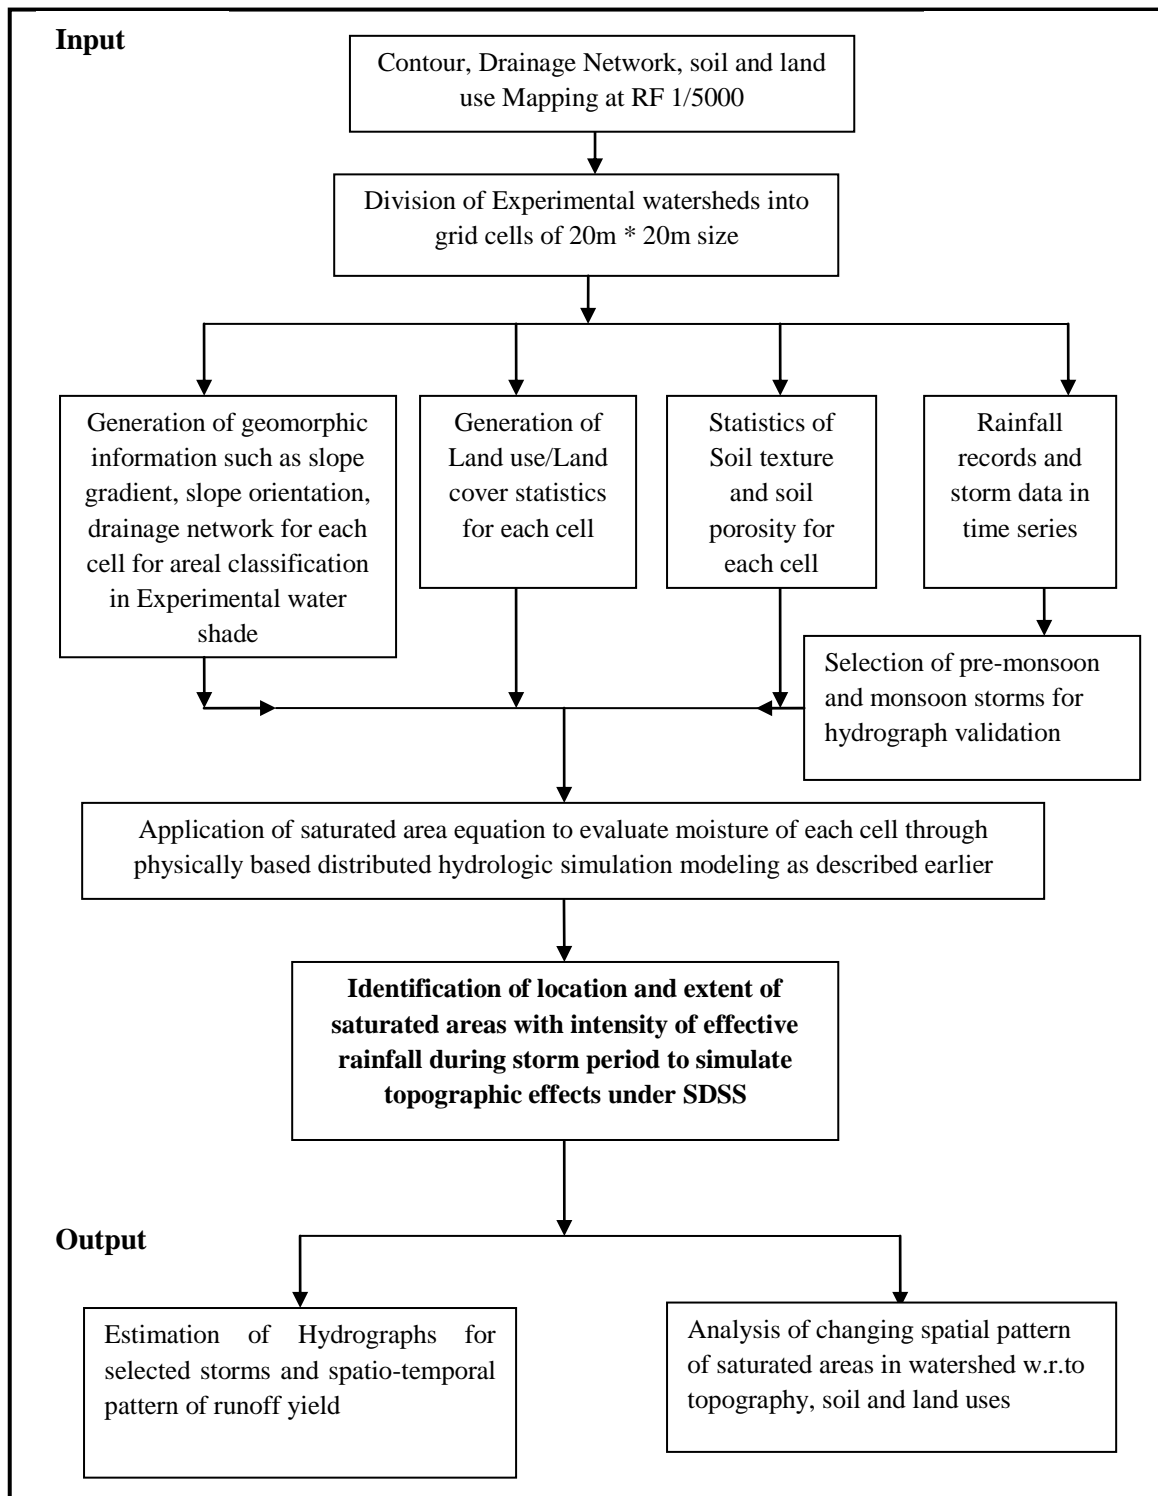 Input
Contour, Drainage Network, soil and land
use Mapping at RF 1/5000
Division of Experimental watersheds into
grid cells of 20m * 20m size
Generation of geomorphic
information such as slope
gradient, slope orientation,
drainage network for each
cell for areal classification
in Experimental water
shade
Generation of
Land use/Land
cover statistics
for each cell
Statistics of
Soil texture
and soil
porosity for
each cell
Rainfall
records and
storm data in
time series
Selection of pre-monsoon
and monsoon storms for
hydrograph validation
Application of saturated area equation to evaluate moisture of each cell through
physically based distributed hydrologic simulation modeling as described earlier
Identification of location and extent of
saturated areas with intensity of effective
rainfall during storm period to simulate
topographic effects under SDSS
Output
Estimation of Hydrographs for
selected storms and spatio-temporal
pattern of runoff yield
Analysis of changing spatial pattern
of saturated areas in watershed w.r.to
topography, soil and land uses